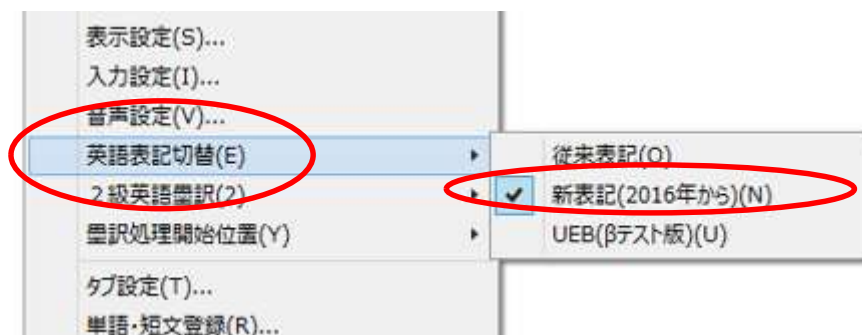 表示設定(S)...
入力設定(I)...
音声設定(V)...
英語表記切替(E)
２級英語墨訳(2)
墨訳処理開始位置(Y)
タブ設定(T)...
単語・短文登録(R)...
従来表記(O)
新表記(2016年から)(N)
UEB(βテスト版)(U)